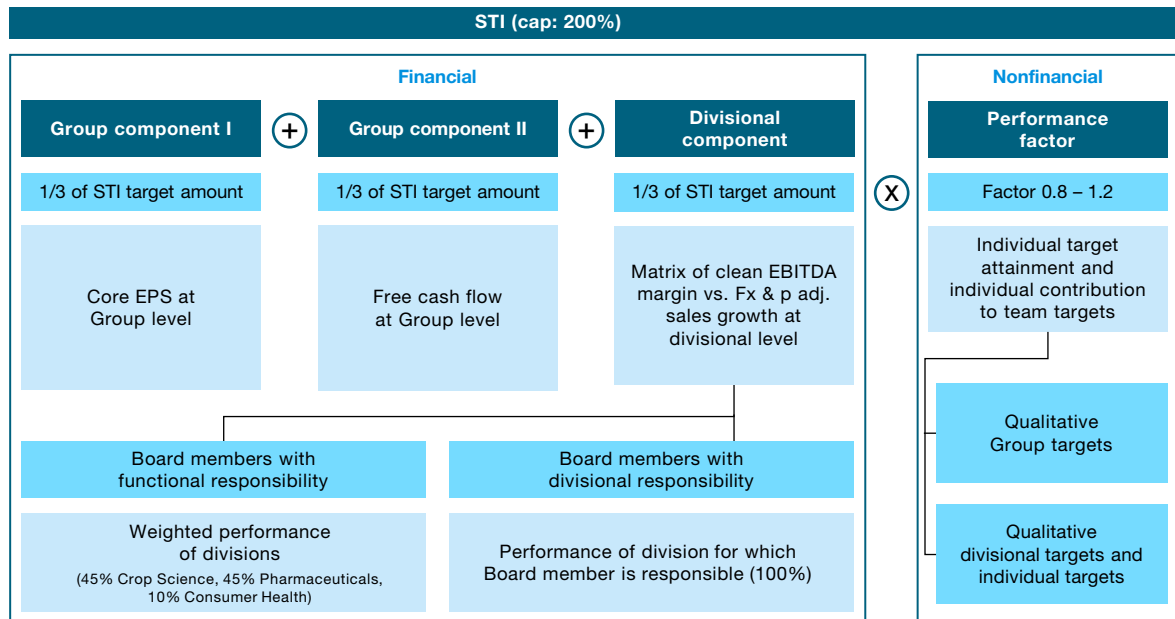 STI (cap: 200%)
Financial
Group component I
+
Group component II
+
Divisional
component
1/3 of STI target amount
1/3 of STI target amount
1/3 of STI target amount
Core EPS at
Group level
Free cash flow
at Group level
Matrix of clean EBITDA
margin vs. Fx & p adj.
sales growth at
divisional level
Board members with
functional responsibility
Board members with
divisional responsibility
Weighted performance
of divisions
(45% Crop Science, 45% Pharmaceuticals,
10% Consumer Health)
Performance of division for which
Board member is responsible (100%)
X
Nonfinancial
Performance
factor
Factor 0.8 – 1.2
Individual target
attainment and
individual contribution
to team targets
Qualitative
Group targets
Qualitative
divisional targets and
individual targets